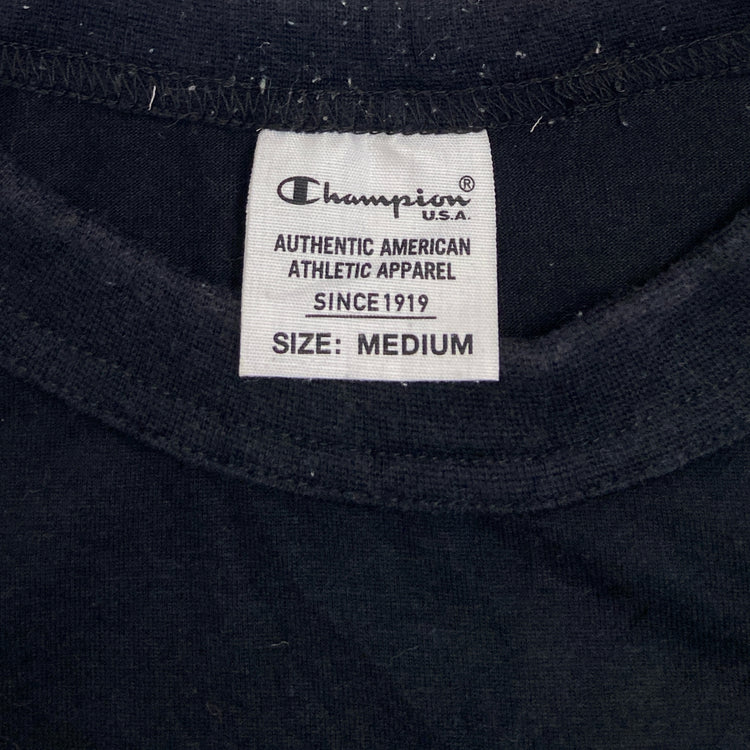 Champion®
U.S.A.
AUTHENTIC AMERICAN
ATHLETIC APPAREL
SINCE 1919
SIZE: MEDIUM